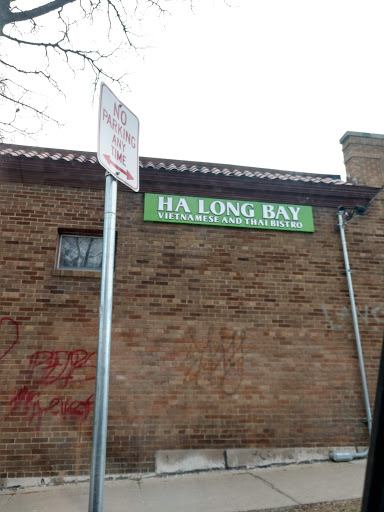 NO
PARKING
ANY
TIME
HA LONG BAY
VIETNAMESE AND THAI BISTRO